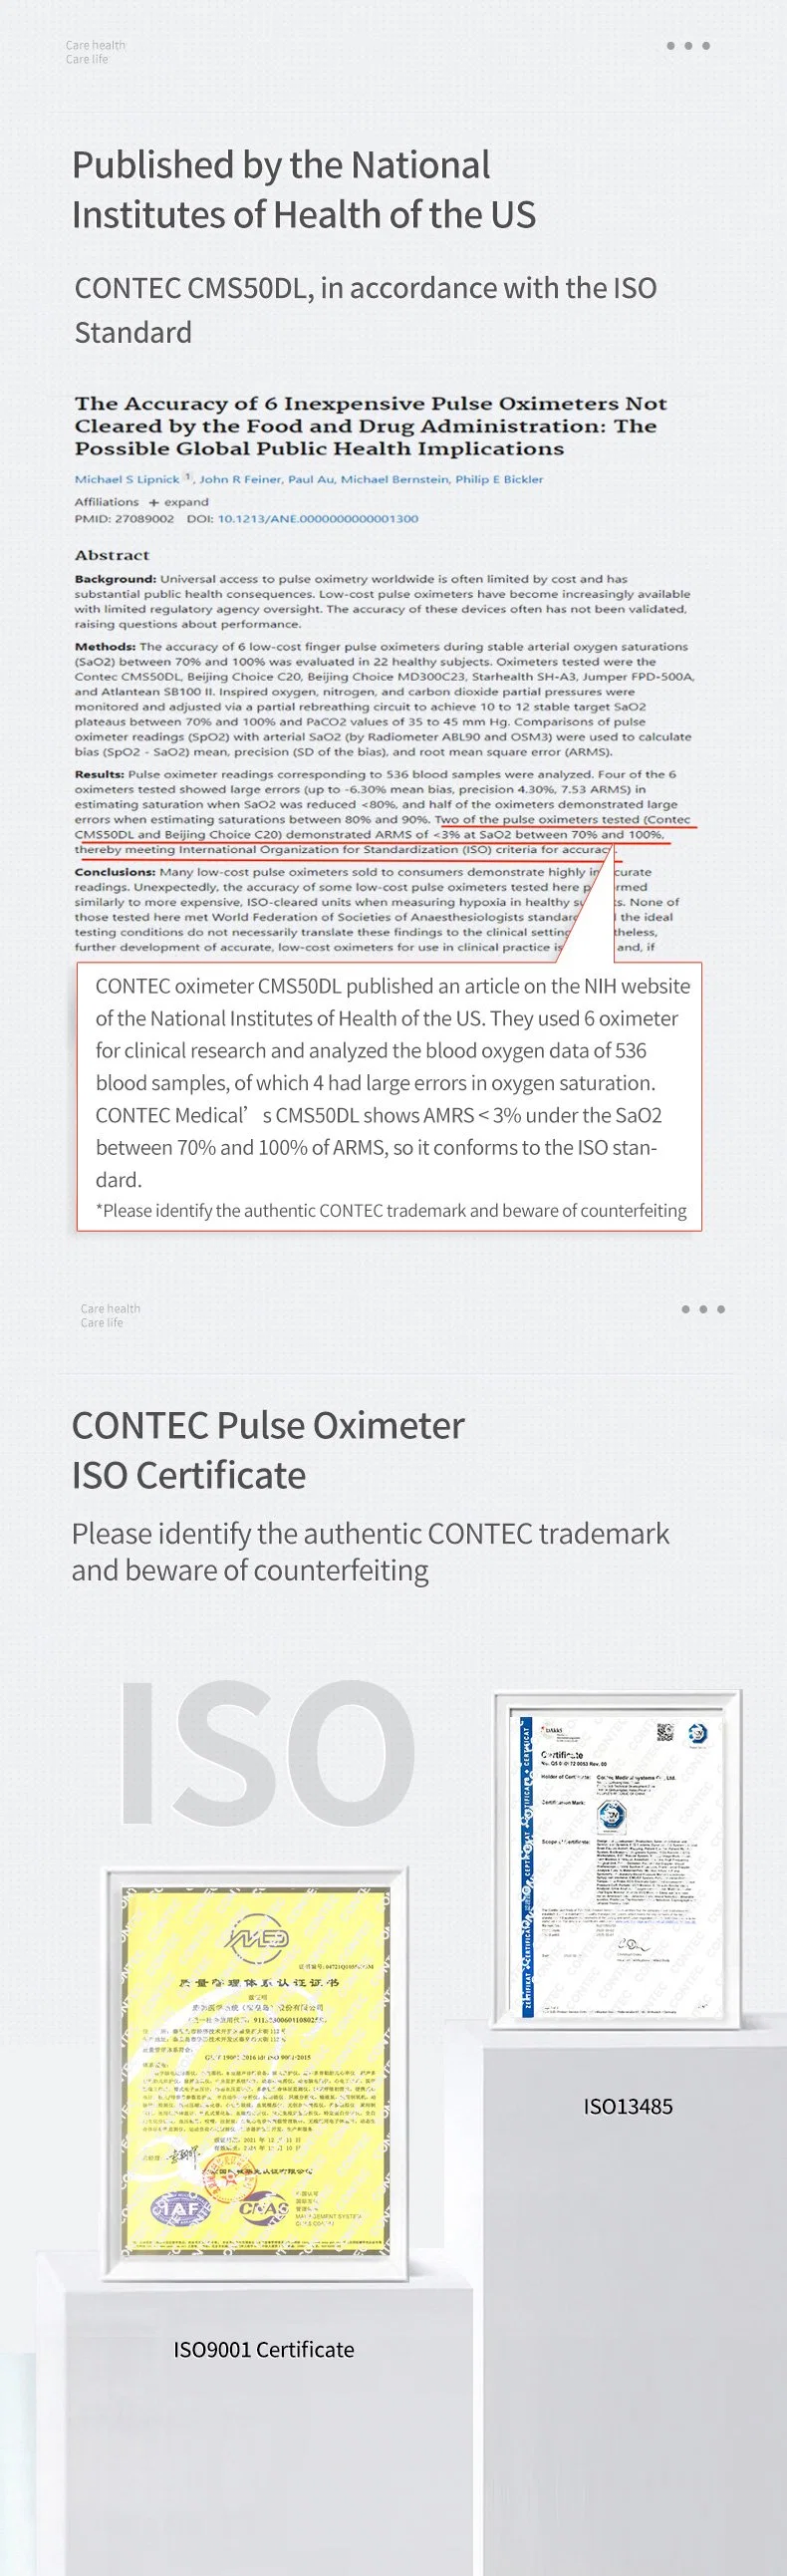 Care health
Care life
Published by the National
Institutes of Health of the US
CONTEC CMS50DL, in accordance with the ISO
Standard
The Accuracy of 6 Inexpensive Pulse Oximeters Not
Cleared by the Food and Drug Administration: The
Possible Global Public Health Implications
Michael S Lipnick 1, John R Feiner, Paul Au, Michael Bernstein, Philip E Bickler
Affiliations + expand
PMID: 27089002 DOI: 10.1213/ANE.0000000000001300
Abstract
Background: Universal access to pulse oximetry worldwide is often limited by cost and has
substantial public health consequences. Low-cost pulse oximeters have become increasingly available
with limited regulatory agency oversight. The accuracy of these devices often has not been validated,
raising questions about performance.
Methods: The accuracy of 6 low-cost finger pulse oximeters during stable arterial oxygen saturations
(SaO2) between 70% and 100% was evaluated in 22 healthy subjects. Oximeters tested were the
Contec CMS50DL, Beijing Choice C20, Beijing Choice MD300C23, Starhealth SH-A3, Jumper FPD-500A,
and Atlantean SB100 II. Inspired oxygen, nitrogen, and carbon dioxide partial pressures were
monitored and adjusted via a partial rebreathing circuit to achieve 10 to 12 stable target SaO2
plateaus between 70% and 100% and PaCO2 values of 35 to 45 mm Hg. Comparisons of pulse
oximeter readings (SpO2) with arterial SaO2 (by Radiometer ABL90 and OSM3) were used to calculate
bias (SpO2 - SaO2) mean, precision (SD of the bias), and root mean square error (ARMS).
Results: Pulse oximeter readings corresponding to 536 blood samples were analyzed. Four of the 6
oximeters tested showed large errors (up to -6.30% mean bias, precision 4.30%, 7.53 ARMS) in
estimating saturation when SaO2 was reduced <80%, and half of the oximeters demonstrated large
errors when estimating saturations between 80% and 90%. Two of the pulse oximeters tested (Contec
CMS50DL and Beijing Choice C20) demonstrated ARMS of <3% at SaO2 between 70% and 100%,
thereby meeting International Organization for Standardization (ISO) criteria for accuracy.
Conclusions: Many low-cost pulse oximeters sold to consumers demonstrate highly in curate
readings. Unexpectedly, the accuracy of some low-cost pulse oximeters tested here p rmed
similarly to more expensive, ISO-cleared units when measuring hypoxia in healthy su s. None of
those tested here met World Federation of Societies of Anaesthesiologists standar the ideal
testing conditions do not necessarily translate these findings to the clinical setting theless,
further development of accurate, low-cost oximeters for use in clinical practice is and, if
CONTEC oximeter CMS50DL published an article on the NIH website
of the National Institutes of Health of the US. They used 6 oximeter
for clinical research and analyzed the blood oxygen data of 536
blood samples, of which 4 had large errors in oxygen saturation.
CONTEC Medical’ s CMS50DL shows AMRS < 3% under the SaO2
between 70% and 100% of ARMS, so it conforms to the ISO stan-
dard.
*Please identify the authentic CONTEC trademark and beware of counterfeiting
Care health
Care life
CONTEC Pulse Oximeter
ISO Certificate
Please identify the authentic CONTEC trademark
and beware of counterfeiting
ISO
Certificate
Holder of Certificate:
Certification Mark:
Scope of Certificate:
ISO13485
质量管理体系认证证书
IAF
CNAS
ISO9001 Certificate